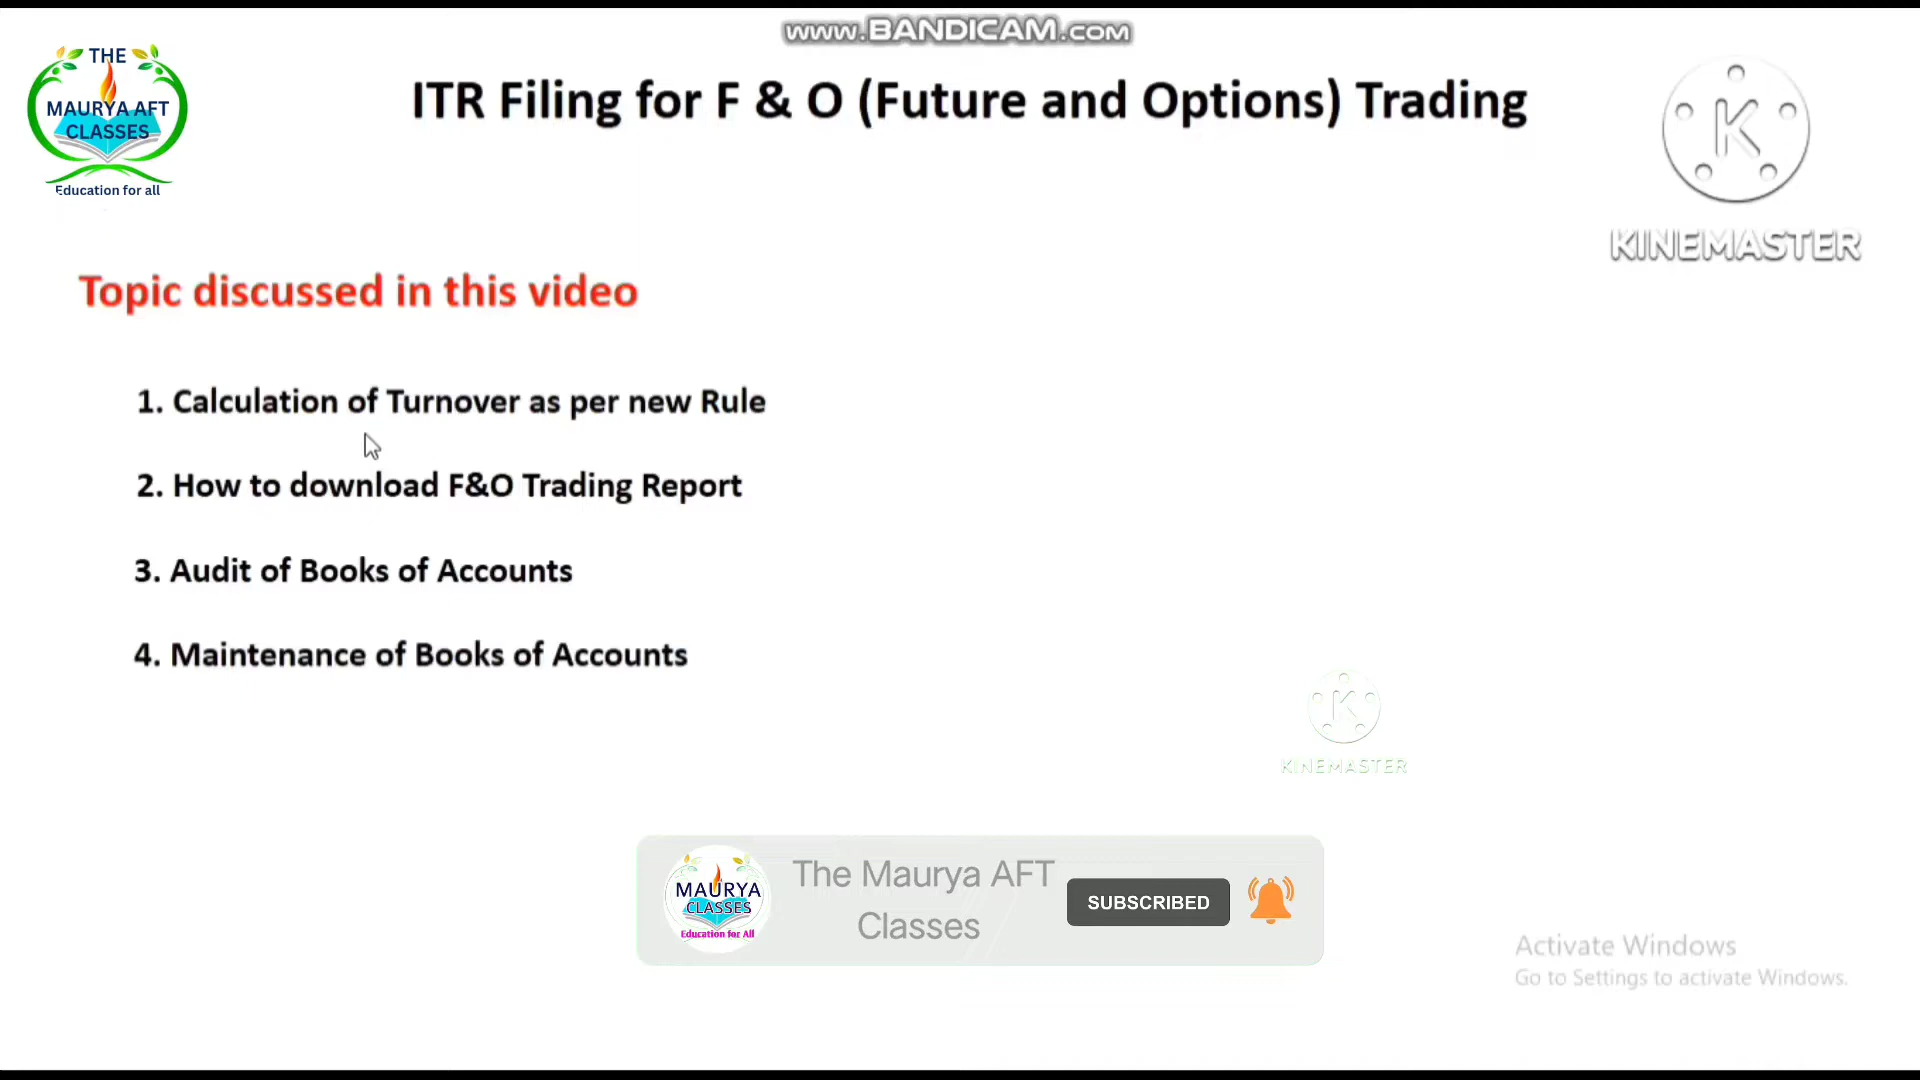 www.BANDICAM.com
THE
MAURYA AFT
CLASSES
Education for all
ITR Filing for F & O (Future and Options) Trading
K
KINEMASTER
Topic discussed in this video
1. Calculation of Turnover as per new Rule
2. How to download F&O Trading Report
3. Audit of Books of Accounts
4. Maintenance of Books of Accounts
K
KINEMASTER
MAURYA
CLASSES
Education for All
The Maurya AFT
Classes
SUBSCRIBED
Activate Windows
Go to Settings to activate Windows.